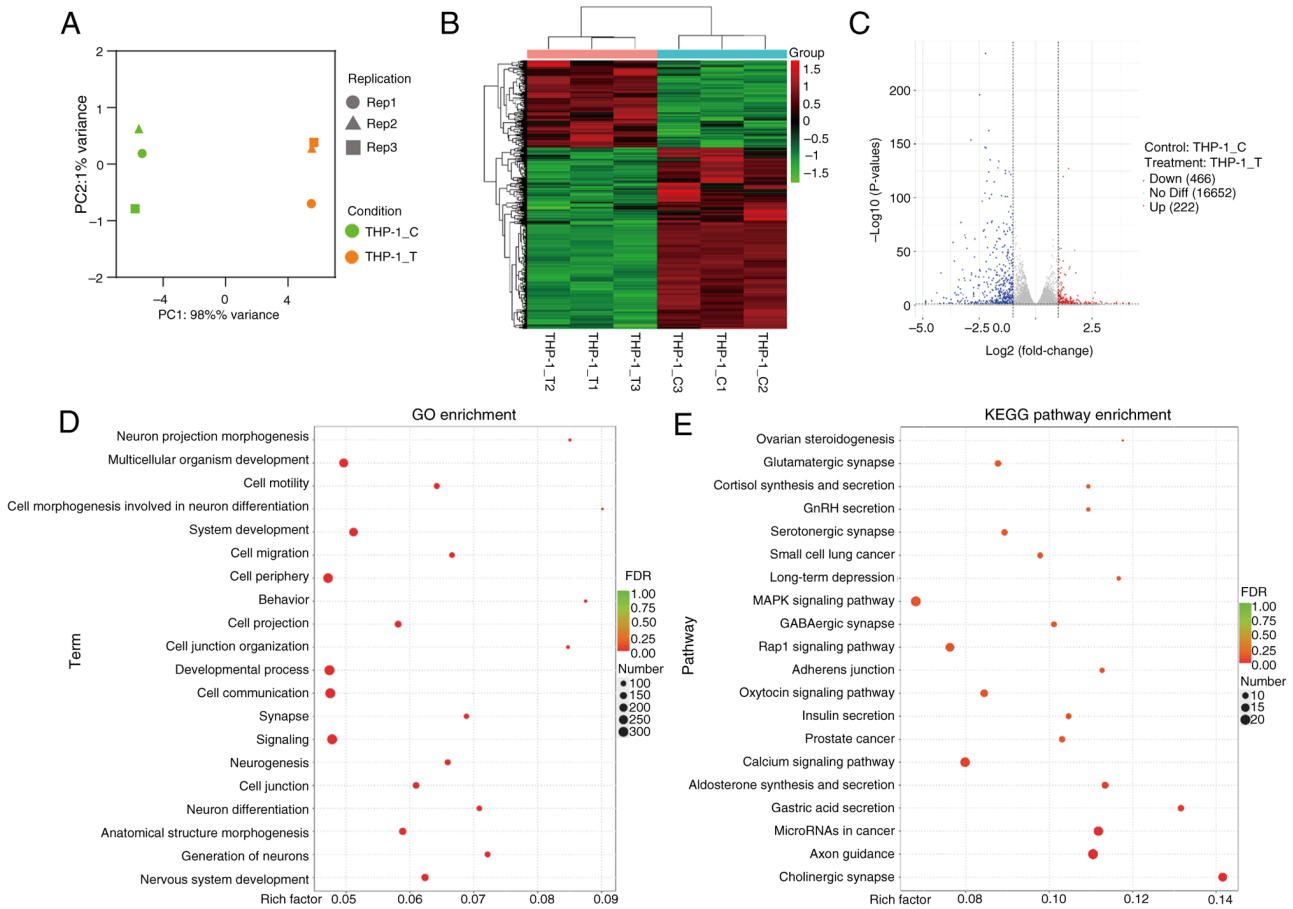 A
2
1
0
−1
−2
PC2:1% variance
−4
0
4
PC1: 98%% variance
Replication
Rep1
Rep2
Rep3
Condition
THP-1_C
THP-1_T
B
Group
1.5
1
0.5
0
−0.5
−1
−1.5
THP-1_T2
THP-1_T1
THP-1_T3
THP-1_C3
THP-1_C1
THP-1_C2
C
200
150
100
50
0
−Log10 (P-values)
−5.0
−2.5
0.0
2.5
Log2 (fold-change)
Control: THP-1_C
Treatment: THP-1_T
Down (466)
No Diff (16652)
Up (222)
D
GO enrichment
Term
Neuron projection morphogenesis
Multicellular organism development
Cell motility
Cell morphogenesis involved in neuron differentiation
System development
Cell migration
Cell periphery
Behavior
Cell projection
Cell junction organization
Developmental process
Cell communication
Synapse
Signaling
Neurogenesis
Cell junction
Neuron differentiation
Anatomical structure morphogenesis
Generation of neurons
Nervous system development
Rich factor
0.05
0.06
0.07
0.08
0.09
FDR
1.00
0.75
0.50
0.25
0.00
Number
100
150
200
250
300
E
KEGG pathway enrichment
Pathway
Ovarian steroidogenesis
Glutamatergic synapse
Cortisol synthesis and secretion
GnRH secretion
Serotonergic synapse
Small cell lung cancer
Long-term depression
MAPK signaling pathway
GABAergic synapse
Rap1 signaling pathway
Adherens junction
Oxytocin signaling pathway
Insulin secretion
Prostate cancer
Calcium signaling pathway
Aldosterone synthesis and secretion
Gastric acid secretion
MicroRNAs in cancer
Axon guidance
Cholinergic synapse
Rich factor
0.08
0.10
0.12
0.14
FDR
1.00
0.75
0.50
0.25
0.00
Number
10
15
20